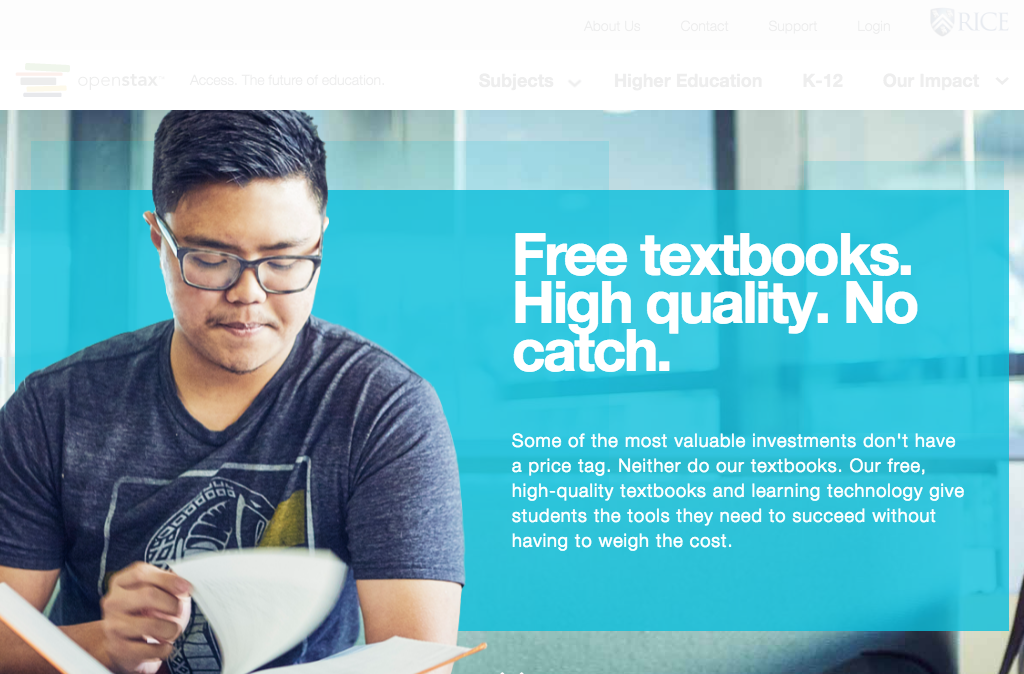 About Us Contact Support Login RICE
openstax™ Access. The future of education. Subjects Higher Education K-12 Our Impact
Free textbooks.
High quality. No
catch.
Some of the most valuable investments don't have
a price tag. Neither do our textbooks. Our free,
high-quality textbooks and learning technology give
students the tools they need to succeed without
having to weigh the cost.